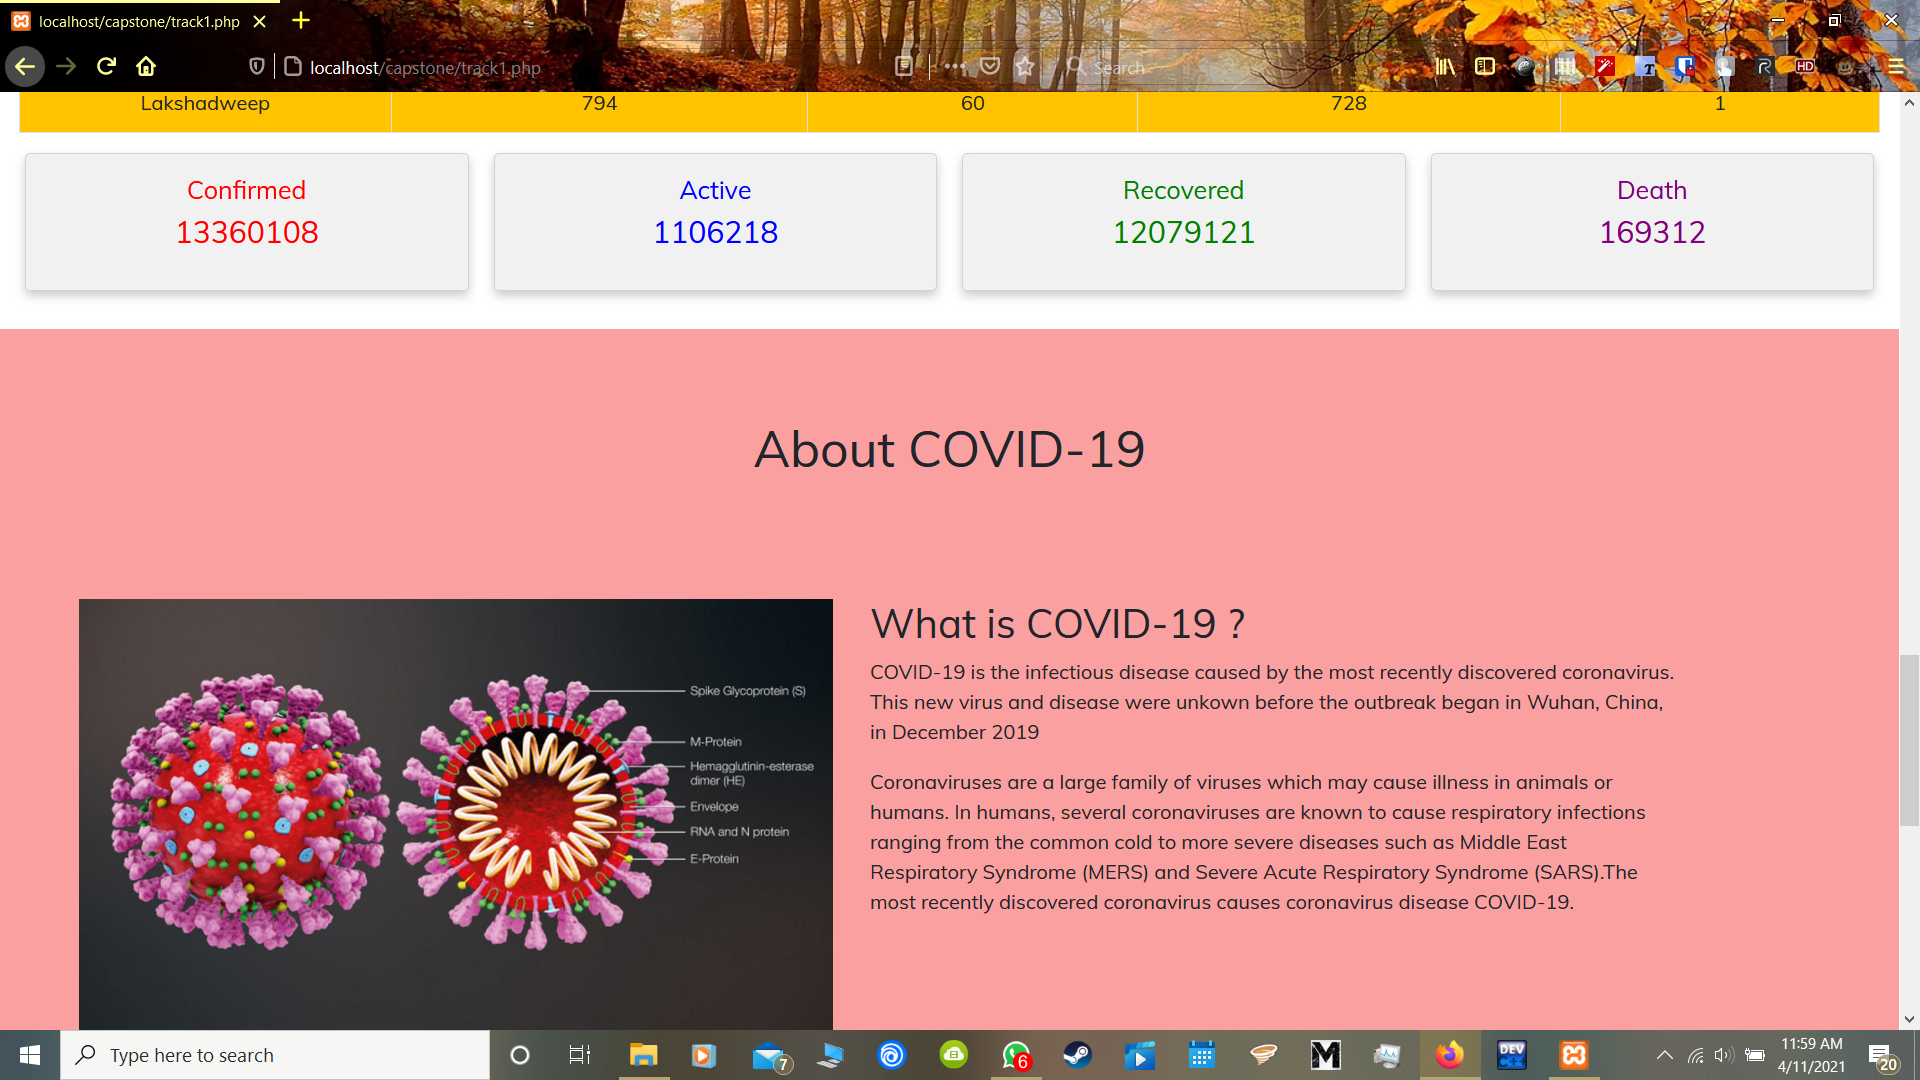 localhost/capstone/track1.php
localhost/capstone/track1.php
Search
HD
Lakshadweep 794 60 728 1
Confirmed
13360108
Active
1106218
Recovered
12079121
Death
169312
About COVID-19
Spike Glycoprotein (S)
M-Protein
Hemagglutinin-esterase
dimer (HE)
Envelope
RNA and N protein
E-Protein
What is COVID-19 ?
COVID-19 is the infectious disease caused by the most recently discovered coronavirus.
This new virus and disease were unkown before the outbreak began in Wuhan, China,
in December 2019
Coronaviruses are a large family of viruses which may cause illness in animals or
humans. In humans, several coronaviruses are known to cause respiratory infections
ranging from the common cold to more severe diseases such as Middle East
Respiratory Syndrome (MERS) and Severe Acute Respiratory Syndrome (SARS).The
most recently discovered coronavirus causes coronavirus disease COVID-19.
Type here to search
7
6
M
DEV
11:59 AM
4/11/2021
20